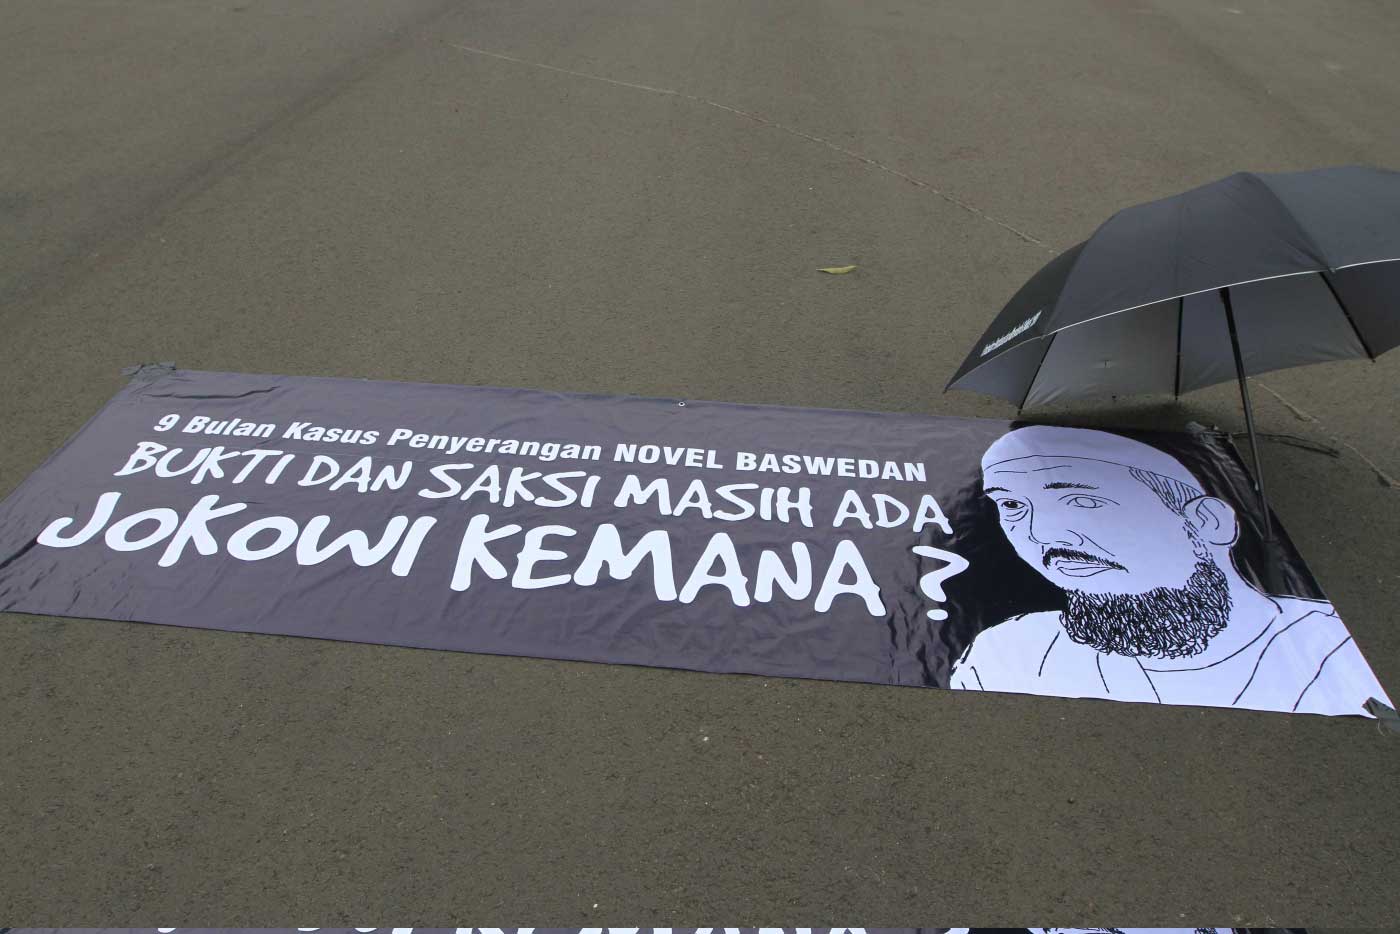 9 Bulan Kasus Penyerangan NOVEL BASWEDAN
BUKTI DAN SAKSI MASIH ADA
JOKOWI KEMANA ?